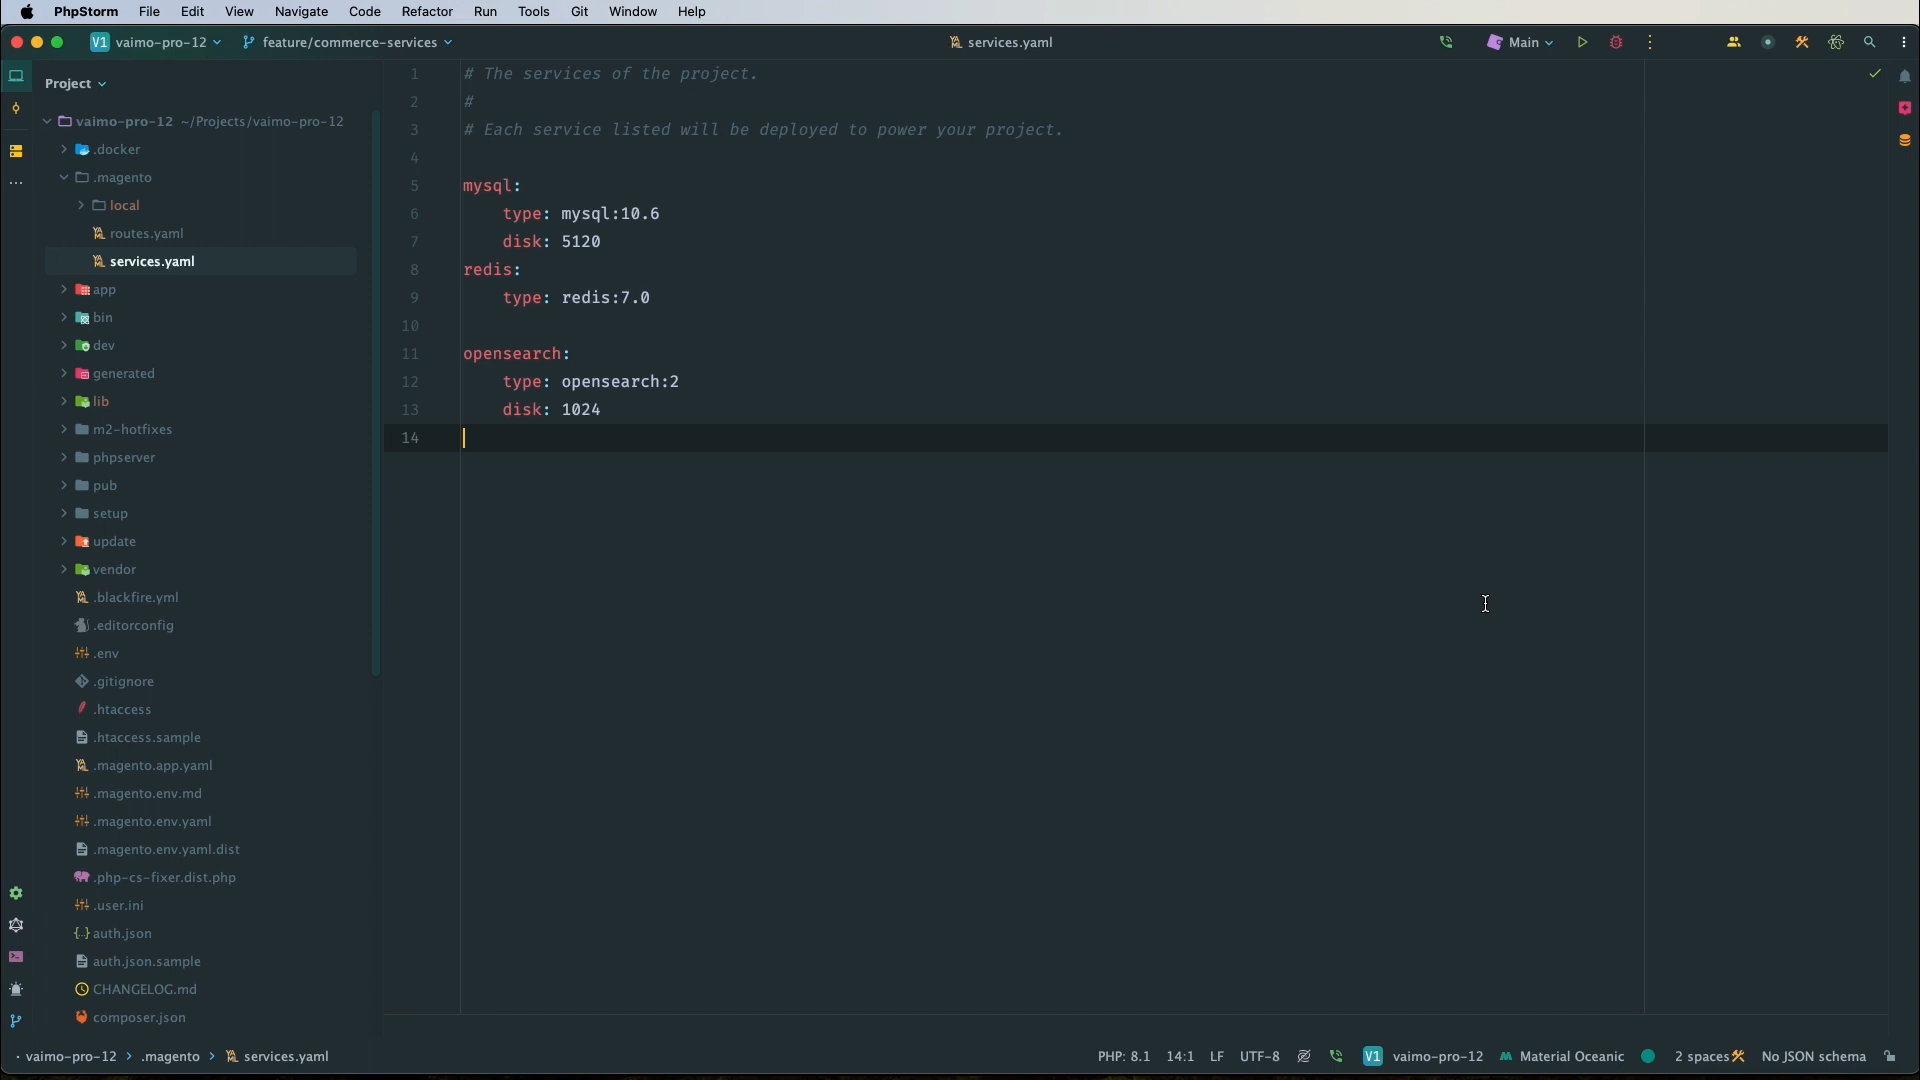 PhpStorm File Edit View Navigate Code Refactor Run Tools Git Window Help
V1 vaimo-pro-12 feature/commerce-services services.yaml Main
Project
vaimo-pro-12 ~/Projects/vaimo-pro-12
.docker
.magento
local
routes.yaml
services.yaml
app
bin
dev
generated
lib
m2-hotfixes
phpserver
pub
setup
update
vendor
.blackfire.yml
.editorconfig
.env
.gitignore
.htaccess
.htaccess.sample
.magento.app.yaml
.magento.env.md
.magento.env.yaml
.magento.env.yaml.dist
.php-cs-fixer.dist.php
.user.ini
auth.json
auth.json.sample
CHANGELOG.md
composer.json
1 # The services of the project.
2 #
3 # Each service listed will be deployed to power your project.
4
5 mysql:
6 type: mysql:10.6
7 disk: 5120
8 redis:
9 type: redis:7.0
10
11 opensearch:
12 type: opensearch:2
13 disk: 1024
14
vaimo-pro-12 > .magento > services.yaml PHP: 8.1 14:1 LF UTF-8 V1 vaimo-pro-12 Material Oceanic 2 spaces No JSON schema